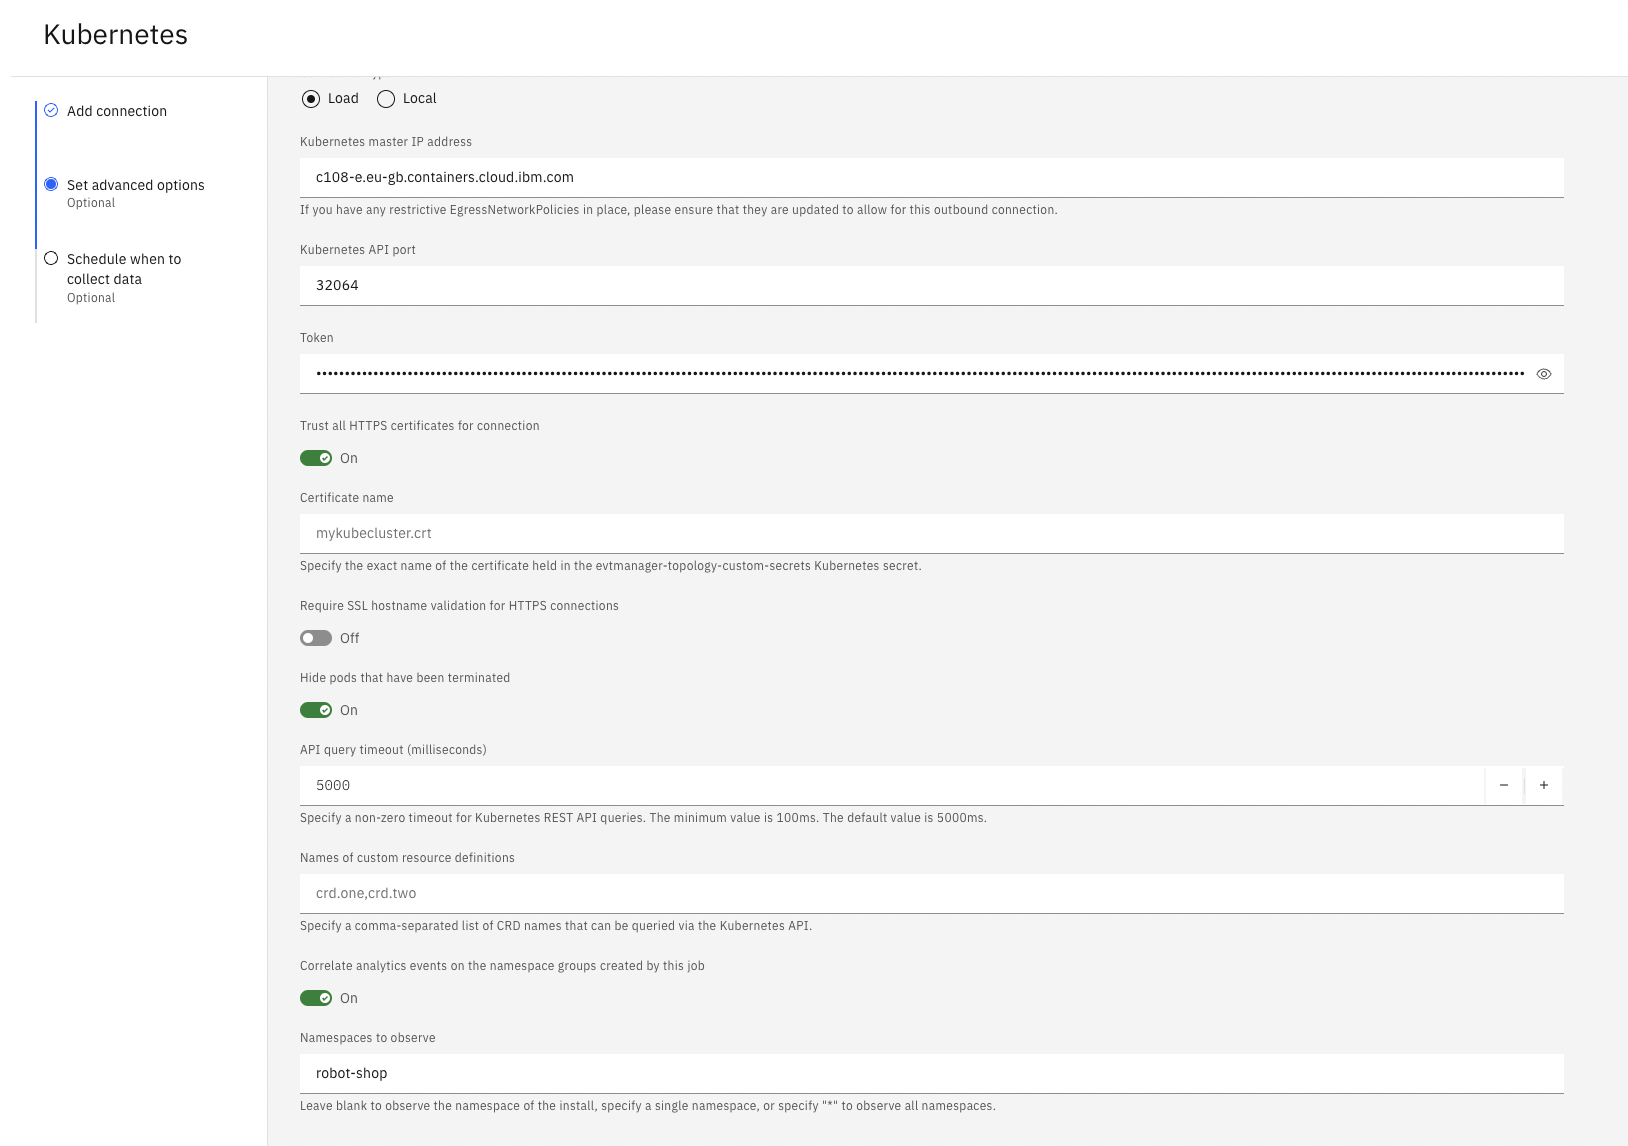 Kubernetes
Add connection
Set advanced options
Optional
Schedule when to
collect data
Optional
Load Local
Kubernetes master IP address
c108-e.eu-gb.containers.cloud.ibm.com
If you have any restrictive EgressNetworkPolicies in place, please ensure that they are updated to allow for this outbound connection.
Kubernetes API port
32064
Token
Trust all HTTPS certificates for connection
On
Certificate name
mykubecluster.crt
Specify the exact name of the certificate held in the evtmanager-topology-custom-secrets Kubernetes secret.
Require SSL hostname validation for HTTPS connections
Off
Hide pods that have been terminated
On
API query timeout (milliseconds)
5000
Specify a non-zero timeout for Kubernetes REST API queries. The minimum value is 100ms. The default value is 5000ms.
Names of custom resource definitions
crd.one,crd.two
Specify a comma-separated list of CRD names that can be queried via the Kubernetes API.
Correlate analytics events on the namespace groups created by this job
On
Namespaces to observe
robot-shop
Leave blank to observe the namespace of the install, specify a single namespace, or specify "*" to observe all namespaces.